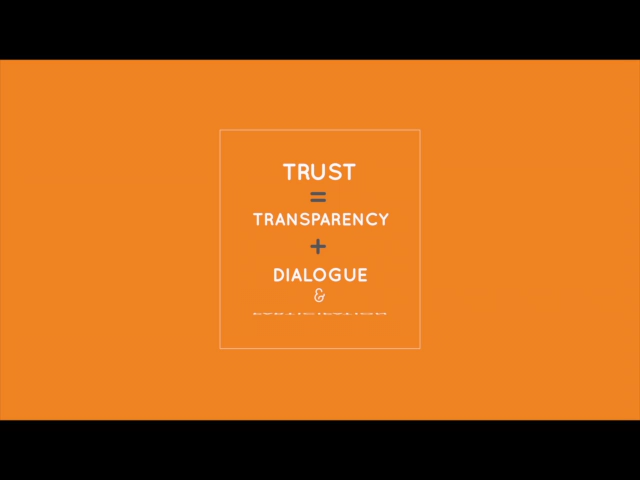 TRUST
=
TRANSPARENCY
+
DIALOGUE
&